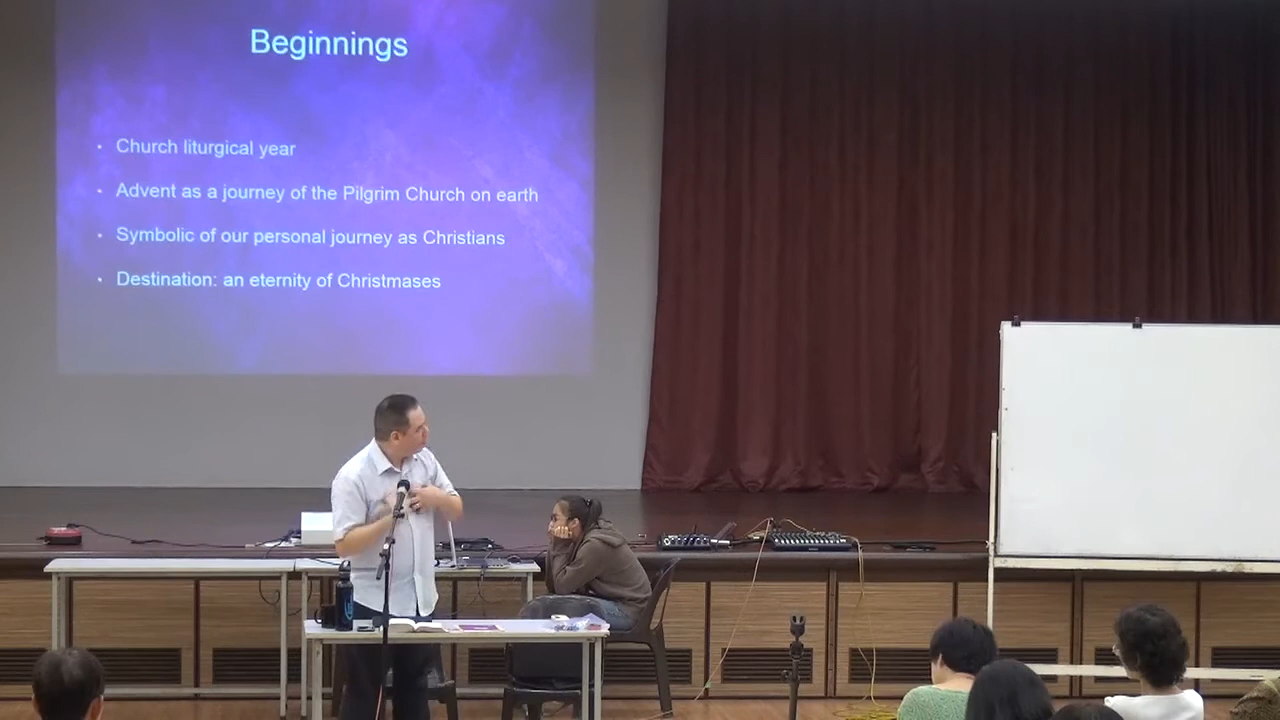 Beginnings
• Church liturgical year
• Advent as a journey of the Pilgrim Church on earth
• Symbolic of our personal journey as Christians
• Destination: an eternity of Christmases